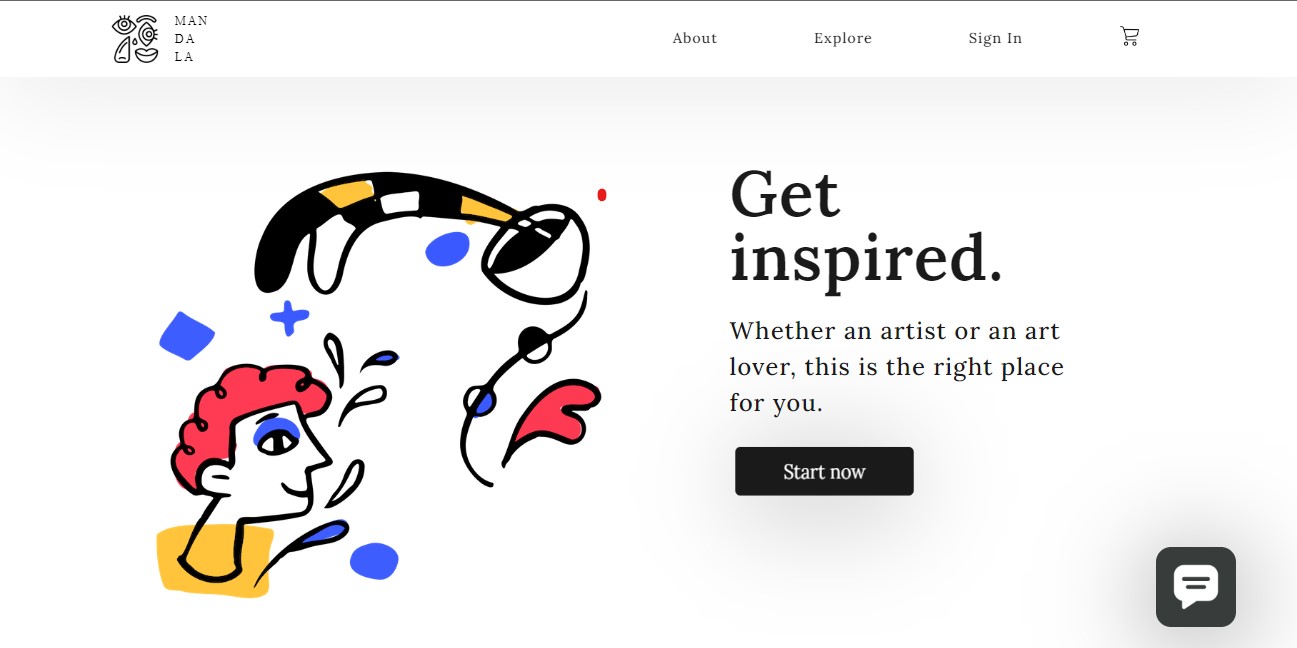 MAN
DA
LA
About
Explore
Sign In
Get
inspired.
Whether an artist or an art
lover, this is the right place
for you.
Start now